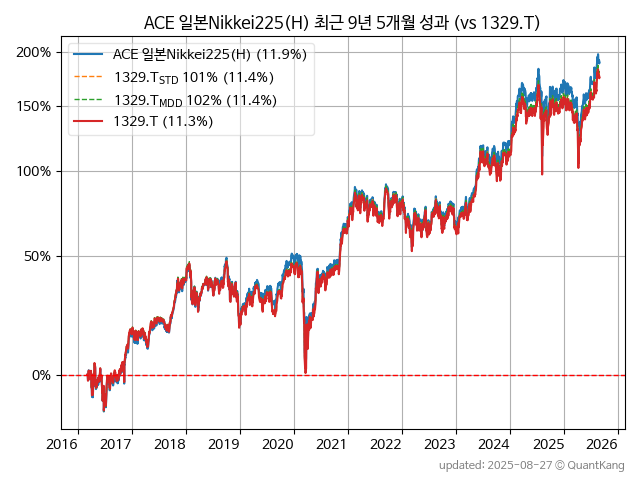 ACE 일본Nikkei225(H) 최근 9년 5개월 성과 (vs 1329.T)
200%
150%
100%
50%
0%
ACE 일본Nikkei225(H) (11.9%)
1329.T_STD 101% (11.4%)
1329.T_MDD 102% (11.4%)
1329.T (11.3%)
2016 2017 2018 2019 2020 2021 2022 2023 2024 2025 2026
updated: 2025-08-27 © QuantKang